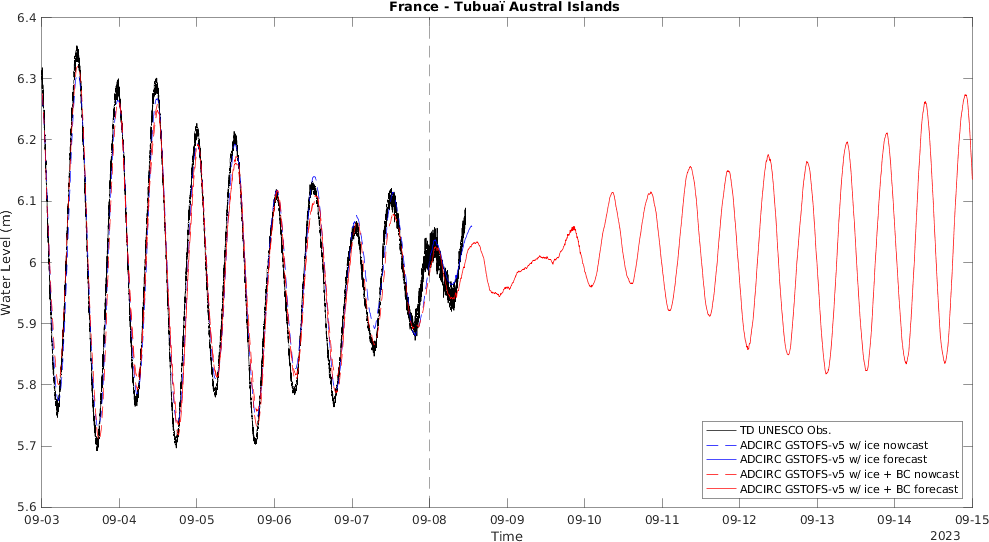 France - Tubuaï Austral Islands
Water Level (m)
6.4
6.3
6.2
6.1
6
5.9
5.8
5.7
5.6
TD UNESCO Obs.
ADCIRC GSTOFS-v5 w/ ice nowcast
ADCIRC GSTOFS-v5 w/ ice forecast
ADCIRC GSTOFS-v5 w/ ice + BC nowcast
ADCIRC GSTOFS-v5 w/ ice + BC forecast
09-03 09-04 09-05 09-06 09-07 09-08 09-09 09-10 09-11 09-12 09-13 09-14 09-15
Time
2023